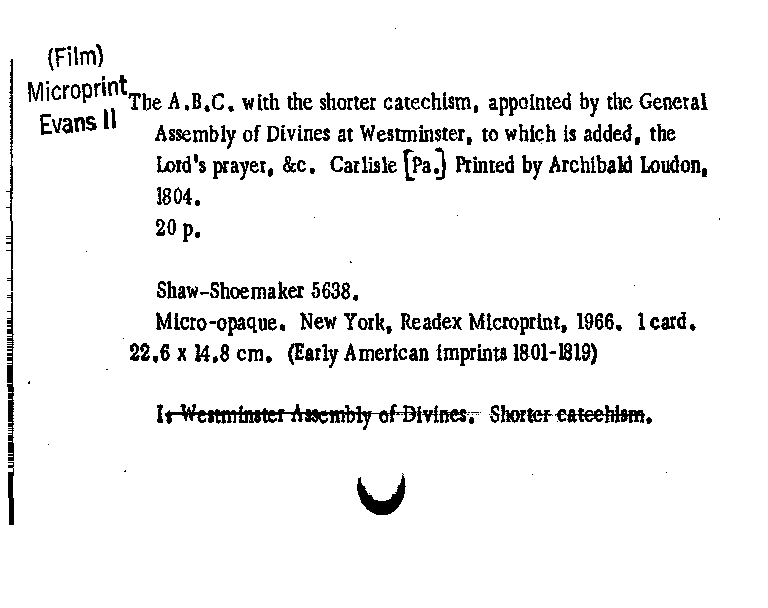 (Film)
Microprint
Evans II
The A.B.C. with the shorter catechism, appointed by the General
Assembly of Divines at Westminster, to which is added, the
Lord's prayer, &c. Carlisle [Pa.] Printed by Archibald Loudon,
1804.
20 p.
Shaw-Shoemaker 5638.
Micro-opaque. New York, Readex Microprint, 1966. 1 card.
22.6 x 14.8 cm. (Early American imprints 1801-1819)
I. Westminster Assembly of Divines. Shorter catechism.